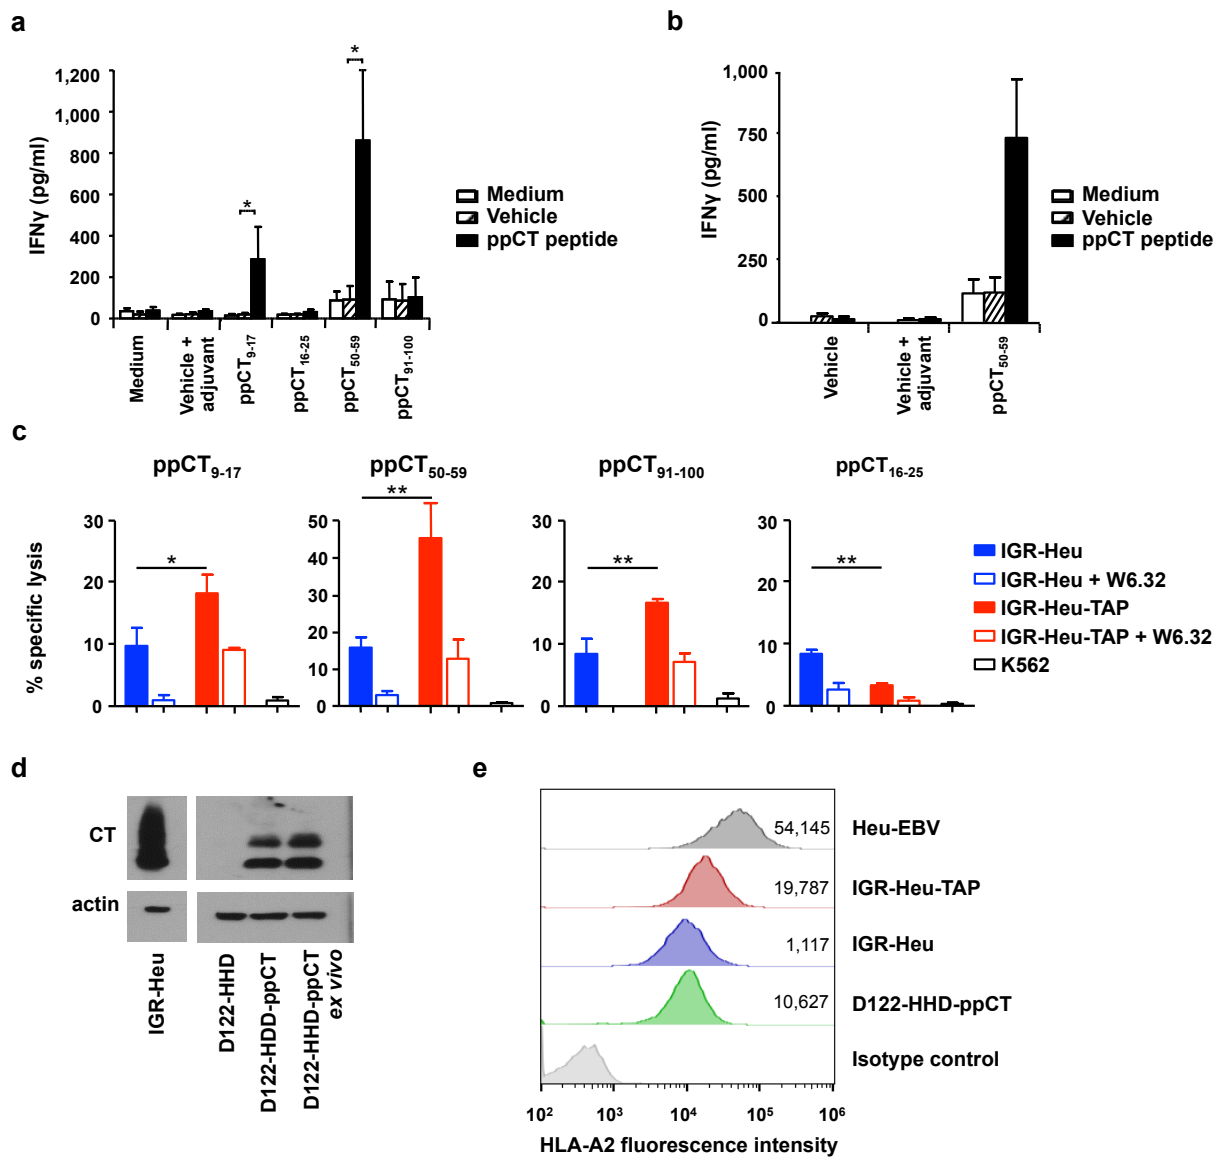 a
*
*
1,200
1,000
800
600
400
200
0
IFNγ (pg/ml)
Medium
Vehicle + adjuvant
ppCT9-17
ppCT16-25
ppCT50-59
ppCT91-100
Medium
Vehicle
ppCT peptide
b
1,000
750
500
250
0
IFNγ (pg/ml)
Vehicle
Vehicle + adjuvant
ppCT50-59
Medium
Vehicle
ppCT peptide
c
ppCT9-17
30
20
10
0
% specific lysis
*
ppCT50-59
50
40
30
20
10
0
**
ppCT91-100
30
20
10
0
**
ppCT16-25
30
20
10
0
**
IGR-Heu
IGR-Heu + W6.32
IGR-Heu-TAP
IGR-Heu-TAP + W6.32
K562
d
CT
actin
IGR-Heu
D122-HHD
D122-HDD-ppCT
D122-HHD-ppCT
ex vivo
e
54,145 Heu-EBV
19,787 IGR-Heu-TAP
1,117 IGR-Heu
10,627 D122-HHD-ppCT
Isotype control
10² 10³ 10⁴ 10⁵ 10⁶
HLA-A2 fluorescence intensity